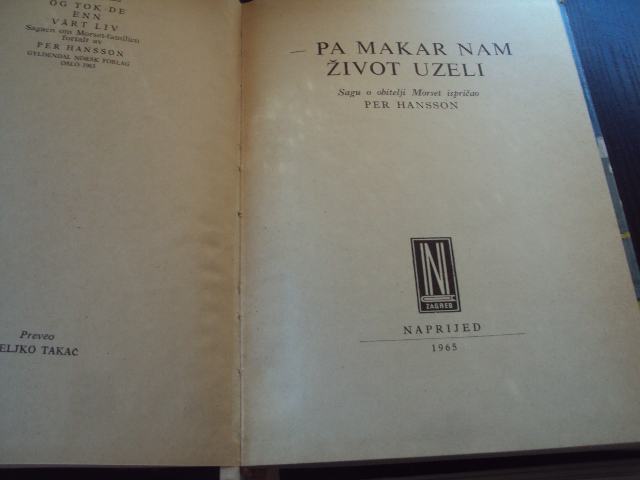 OG TOK DE
ENN
VÅRT LIV
Sagaen om Morset-familien
fortalt av
PER HANSSON
GYLDENDAL NORSK FORLAG
OSLO 1963
Preveo
ELJKO TAKAČ
— PA MAKAR NAM
ŽIVOT UZELI
Sagu o obitelji Morset ispričao
PER HANSSON
N
ZAGREB
NAPRIJED
1965